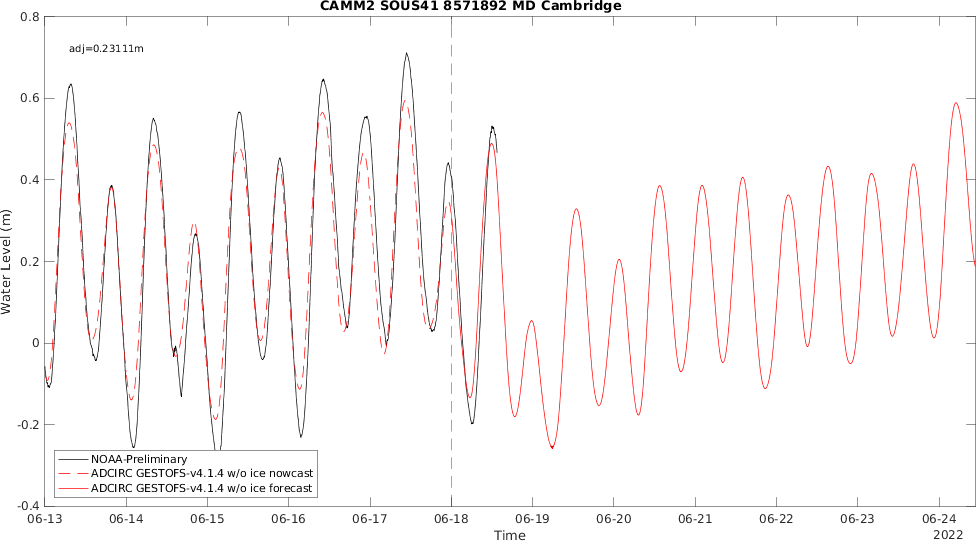 CAMM2 SOUS41 8571892 MD Cambridge
adj=0.23111m
Water Level (m)
0.8
0.6
0.4
0.2
0
-0.2
-0.4
NOAA-Preliminary
ADCIRC GESTOFS-v4.1.4 w/o ice nowcast
ADCIRC GESTOFS-v4.1.4 w/o ice forecast
06-13 06-14 06-15 06-16 06-17 06-18 06-19 06-20 06-21 06-22 06-23 06-24
Time
2022